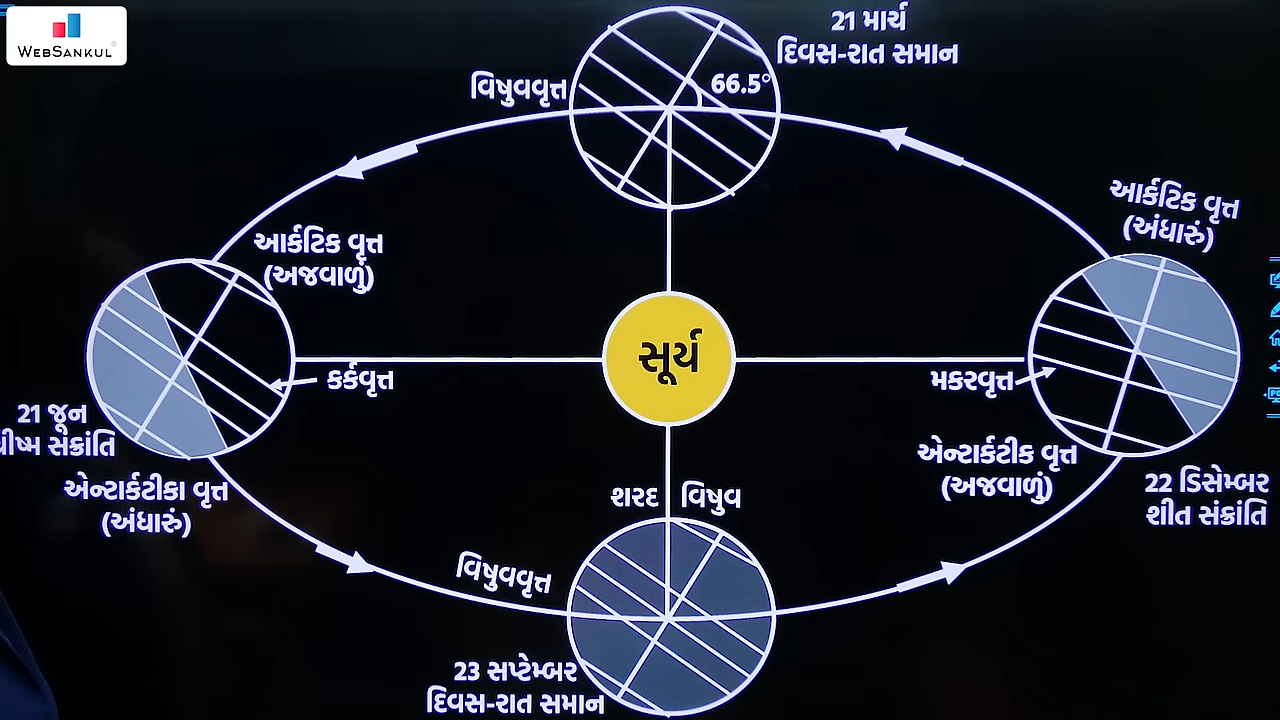 WEBSANKUL
21 માર્ચ
દિવસ-રાત સમાન
વિષુવવૃત્ત
66.5°
આર્કટિક વૃત્ત
(અંધારું)
આર્કટિક વૃત્ત
(અજવાળું)
સૂર્ય
કર્કવૃત્ત
મકરવૃત્ત
21 જૂન
ગ્રીષ્મ સંક્રાંતિ
એન્ટાર્કટીકા વૃત્ત
(અંધારું)
એન્ટાર્કટીક વૃત્ત
(અજવાળું)
22 ડિસેમ્બર
શીત સંક્રાંતિ
શરદ વિષુવ
વિષુવવૃત્ત
23 સપ્ટેમ્બર
દિવસ-રાત સમાન